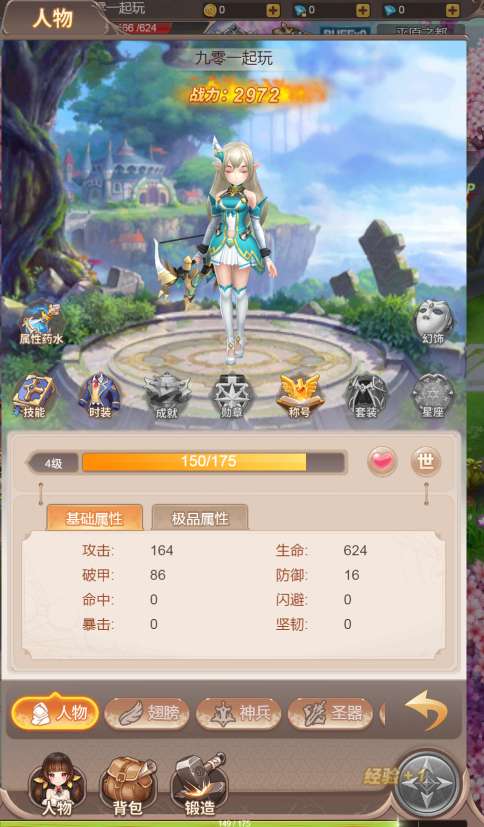 人物
零一起玩
0
0
0
九零一起玩
战力：2972
属性药水
幻饰
技能
时装
成就
勋章
称号
套装
星座
4级
150/175
世
基础属性
极品属性
攻击: 164
生命: 624
破甲: 86
防御: 16
命中: 0
闪避: 0
暴击: 0
坚韧: 0
人物
翅膀
神兵
圣器
人物
背包
锻造
经验+1
149/175